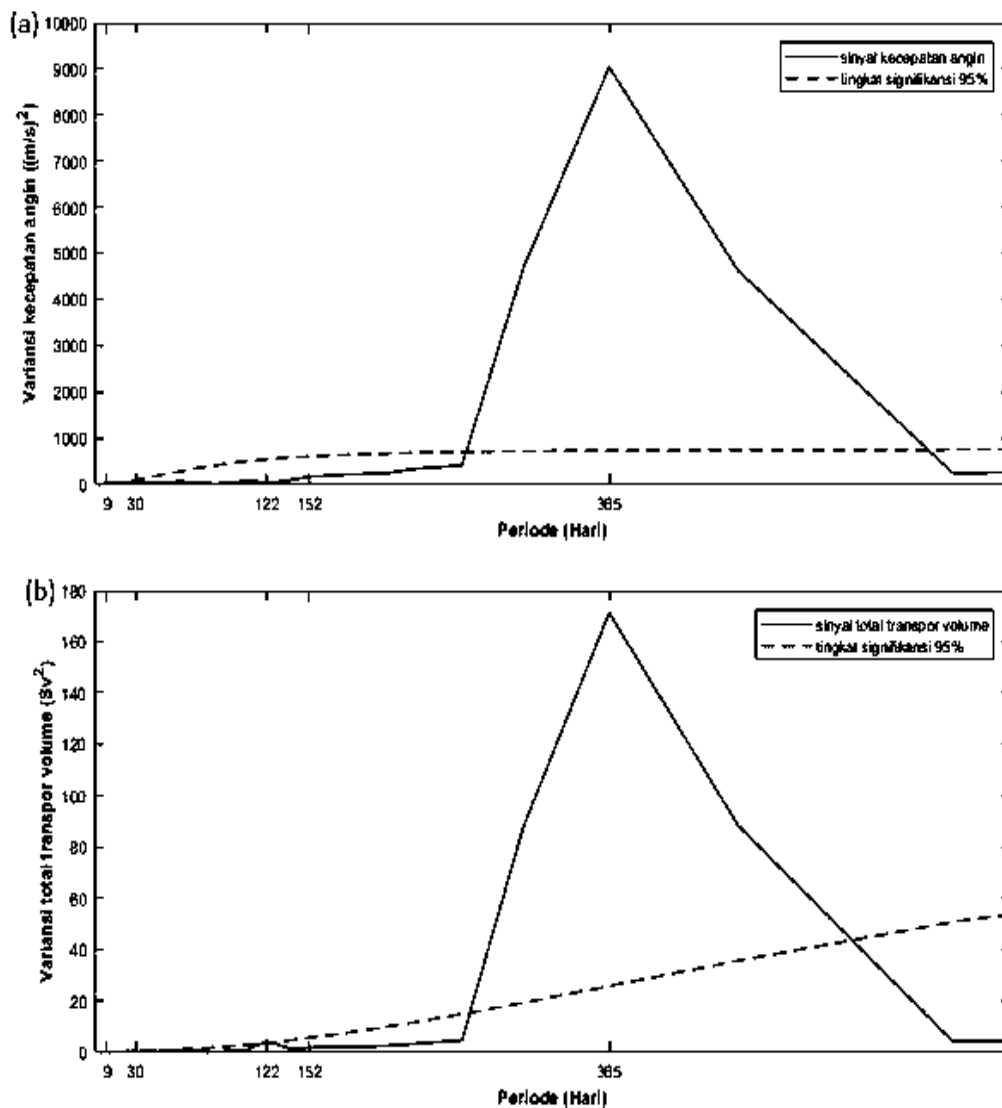 (a)
10000
9000
8000
7000
6000
5000
4000
3000
2000
1000
0
Variansi kecepatan angin ((m/s)²
sinyal kecepatan angin
tingkat signifikansi 95%
9 30 122 152 365
Periode (Hari)
(b)
180
160
140
120
100
80
60
40
20
0
Variansi total transpor volume (Sv²)
sinyal total transpor volume
tingkat signifikansi 95%
9 30 122 152 365
Periode (Hari)